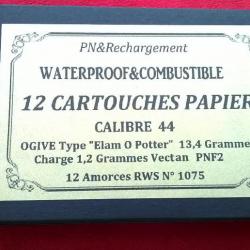 PN&Rechargement
WATERPROOF&COMBUSTIBLE
12 CARTOUCHES PAPIER
CALIBRE 44
OGIVE Type "Elam O Potter" 13,4 Gramme
Charge 1,2 Grammes Vectan PNF2
12 Amorces RWS N° 1075